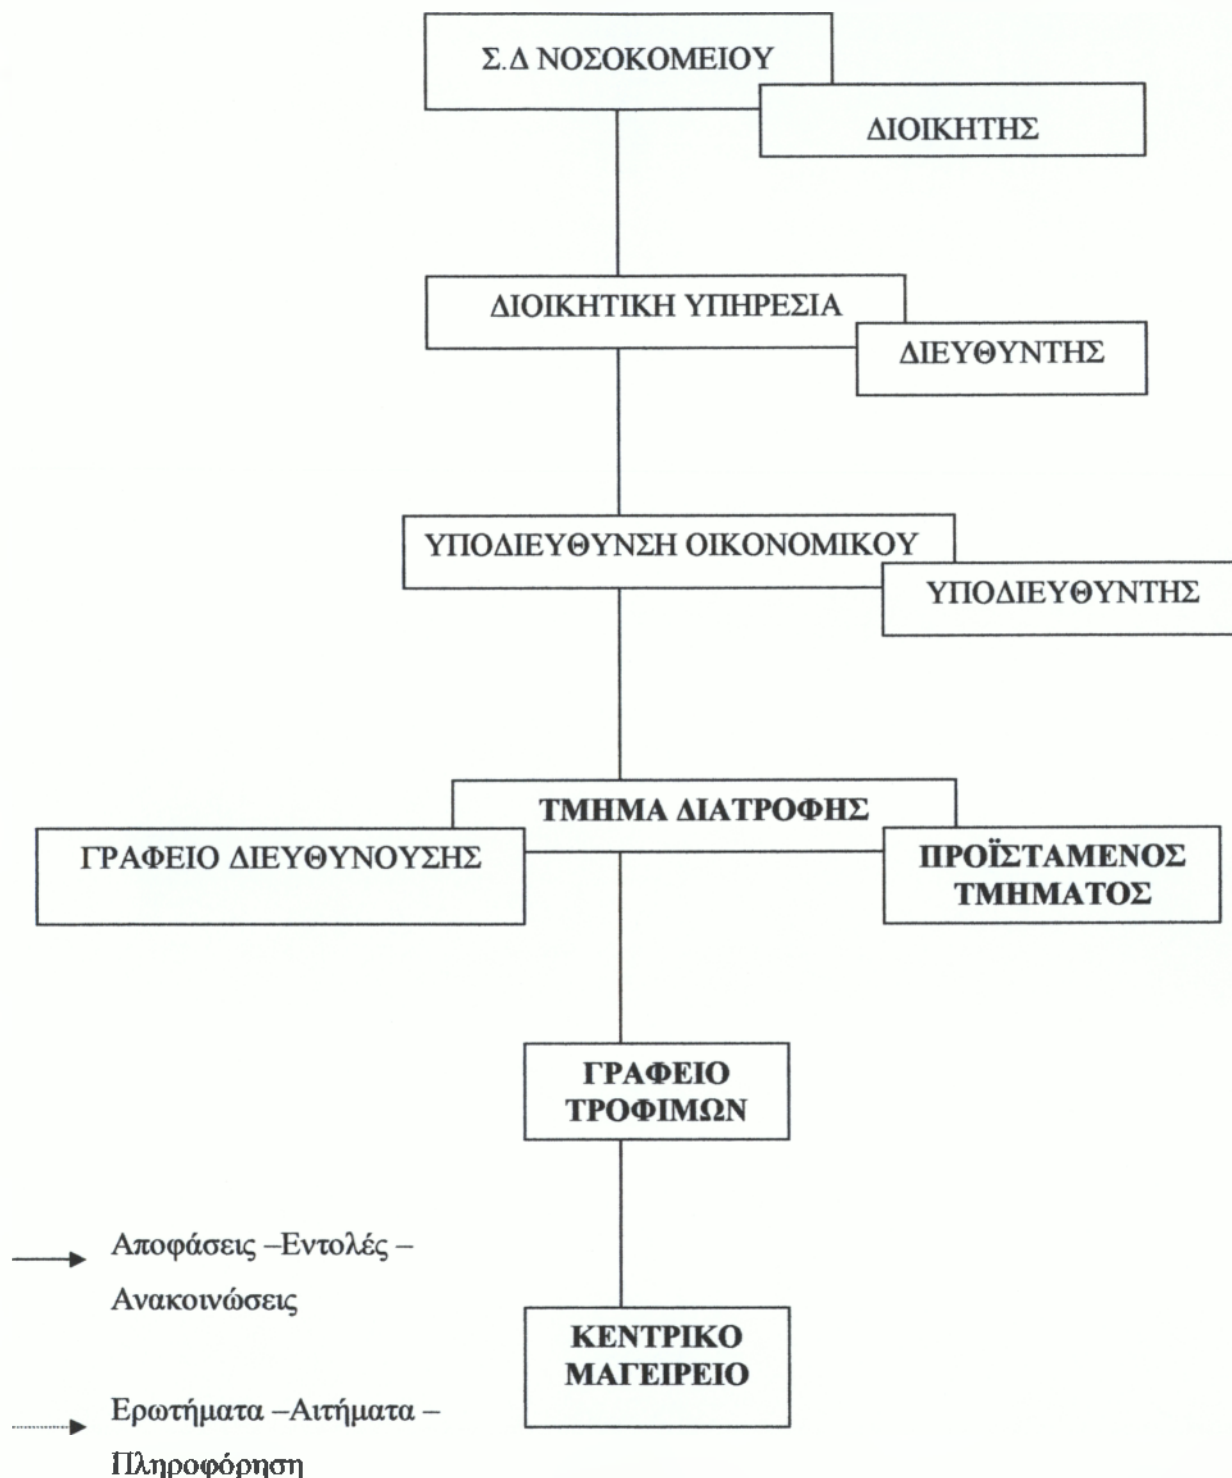 Σ.Δ ΝΟΣΟΚΟΜΕΙΟΥ
ΔΙΟΙΚΗΤΗΣ
ΔΙΟΙΚΗΤΙΚΗ ΥΠΗΡΕΣΙΑ
ΔΙΕΥΘΥΝΤΗΣ
ΥΠΟΔΙΕΥΘΥΝΣΗ ΟΙΚΟΝΟΜΙΚΟΥ
ΥΠΟΔΙΕΥΘΥΝΤΗΣ
ΤΜΗΜΑ ΔΙΑΤΡΟΦΗΣ
ΓΡΑΦΕΙΟ ΔΙΕΥΘΥΝΟΥΣΗΣ
ΠΡΟΪΣΤΑΜΕΝΟΣ
ΤΜΗΜΑΤΟΣ
ΓΡΑΦΕΙΟ
ΤΡΟΦΙΜΩΝ
Αποφάσεις –Εντολές –
Ανακοινώσεις
ΚΕΝΤΡΙΚΟ
ΜΑΓΕΙΡΕΙΟ
Ερωτήματα –Αιτήματα –
Πληροφόρηση